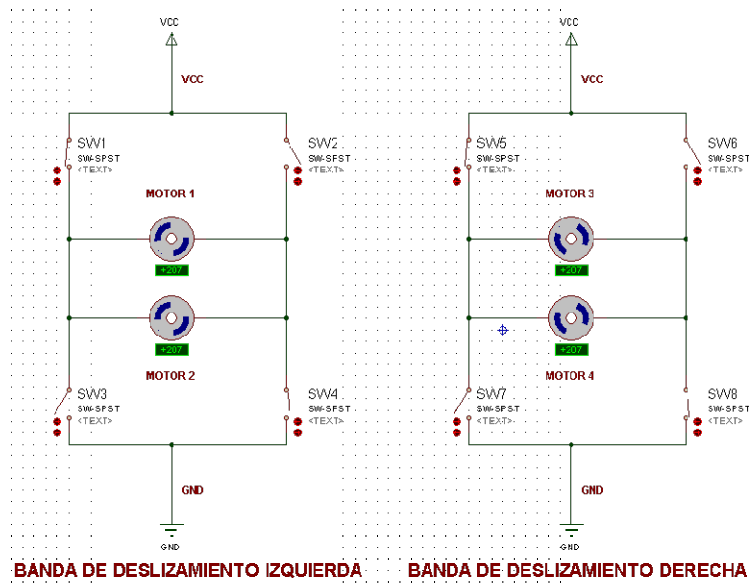 VCC
VCC
SW1
SW-SPST
<TEXT>
SW2
SW-SPST
<TEXT>
MOTOR 1
+207
+207
MOTOR 2
SW3
SW-SPST
<TEXT>
SW4
SW-SPST
<TEXT>
GND
GND
BANDA DE DESLIZAMIENTO IZQUIERDA
VCC
VCC
SW5
SW-SPST
<TEXT>
SW6
SW-SPST
<TEXT>
MOTOR 3
+207
+207
MOTOR 4
SW7
SW-SPST
<TEXT>
SW8
SW-SPST
<TEXT>
GND
GND
BANDA DE DESLIZAMIENTO DERECHA